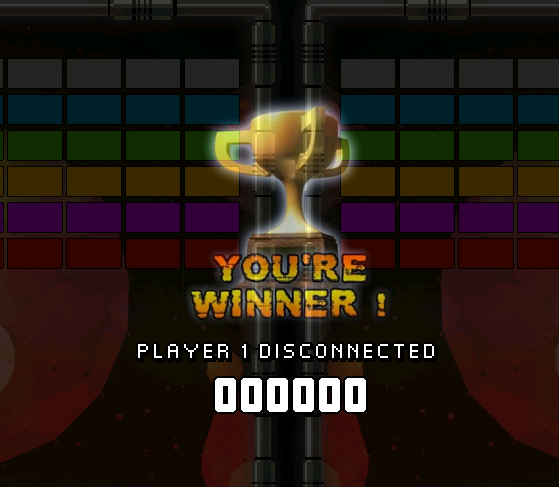 YOU'RE
WINNER !
PLAYER 1 DISCONNECTED
000000